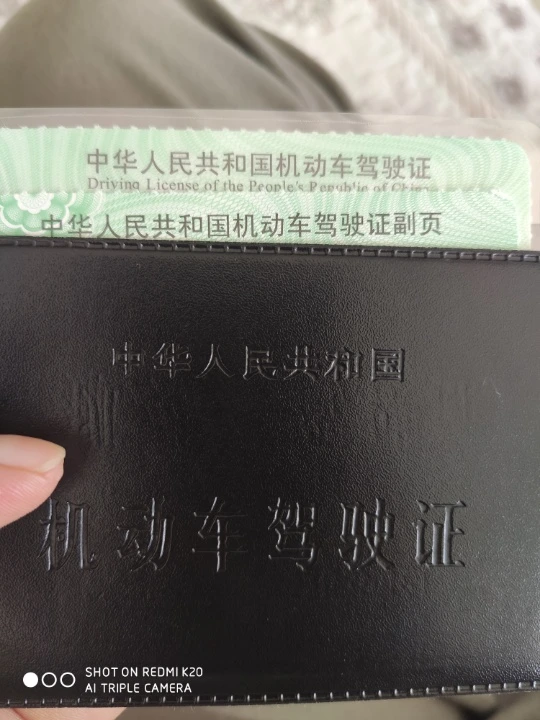 中华人民共和国机动车驾驶证
Driving License of the People's Republic of China
中华人民共和国机动车驾驶证副页
中华人民共和国
机动车驾驶证
SHOT ON REDMI K20
AI TRIPLE CAMERA